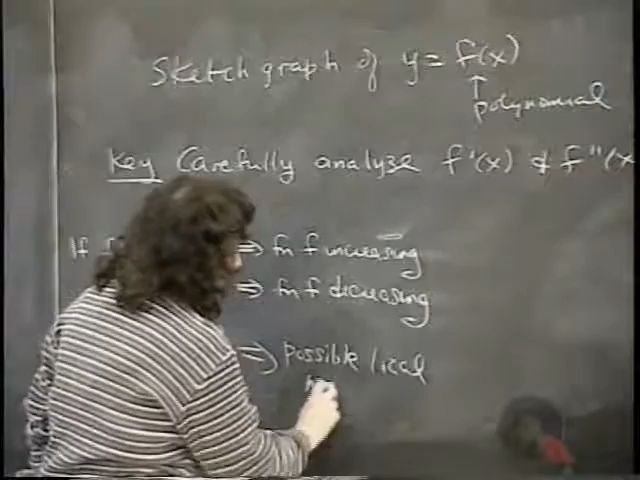 Sketch graph of y = f(x)
↑
polynomial
Key Carefully analyze f'(x) & f"(x
If f ⇒ fn f increasing
⇒ fn f decreasing
⇒ possible local